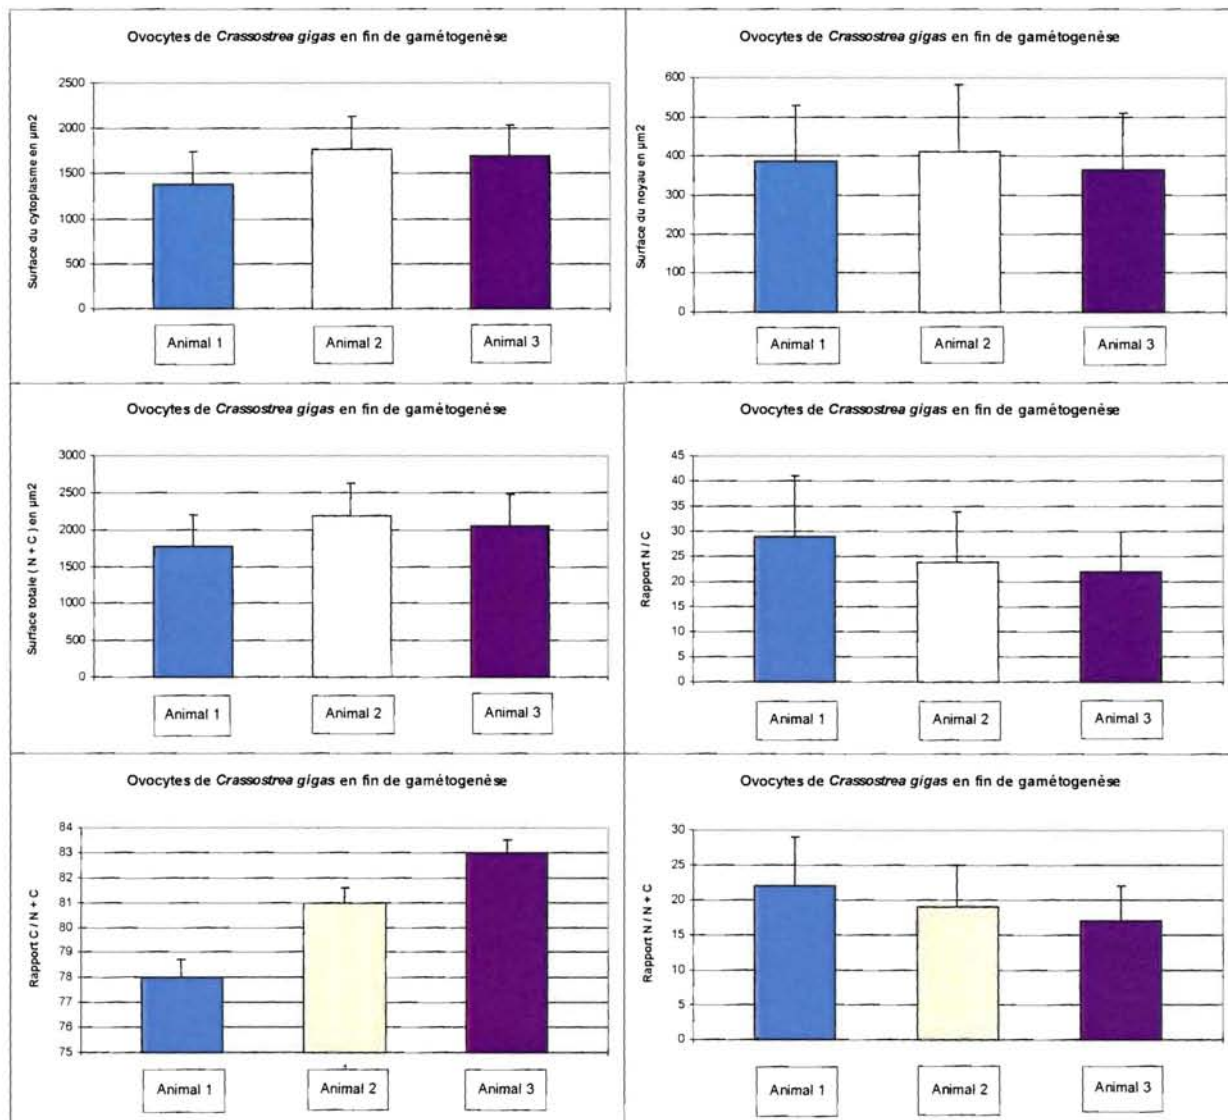 Ovocytes de Crassostrea gigas en fin de gamétogenèse
Surface du cytoplasme en µm2
2500
2000
1500
1000
500
0
Animal 1
Animal 2
Animal 3
Ovocytes de Crassostrea gigas en fin de gamétogenèse
Surface du noyau en µm2
600
500
400
300
200
100
0
Animal 1
Animal 2
Animal 3
Ovocytes de Crassostrea gigas en fin de gamétogenèse
Surface totale ( N + C ) en µm2
3000
2500
2000
1500
1000
500
0
Animal 1
Animal 2
Animal 3
Ovocytes de Crassostrea gigas en fin de gamétogenèse
Rapport N / C
45
40
35
30
25
20
15
10
5
0
Animal 1
Animal 2
Animal 3
Ovocytes de Crassostrea gigas en fin de gamétogenèse
Rapport C / N + C
84
83
82
81
80
79
78
77
76
75
Animal 1
Animal 2
Animal 3
Ovocytes de Crassostrea gigas en fin de gamétogenèse
Rapport N / N + C
30
25
20
15
10
5
0
Animal 1
Animal 2
Animal 3